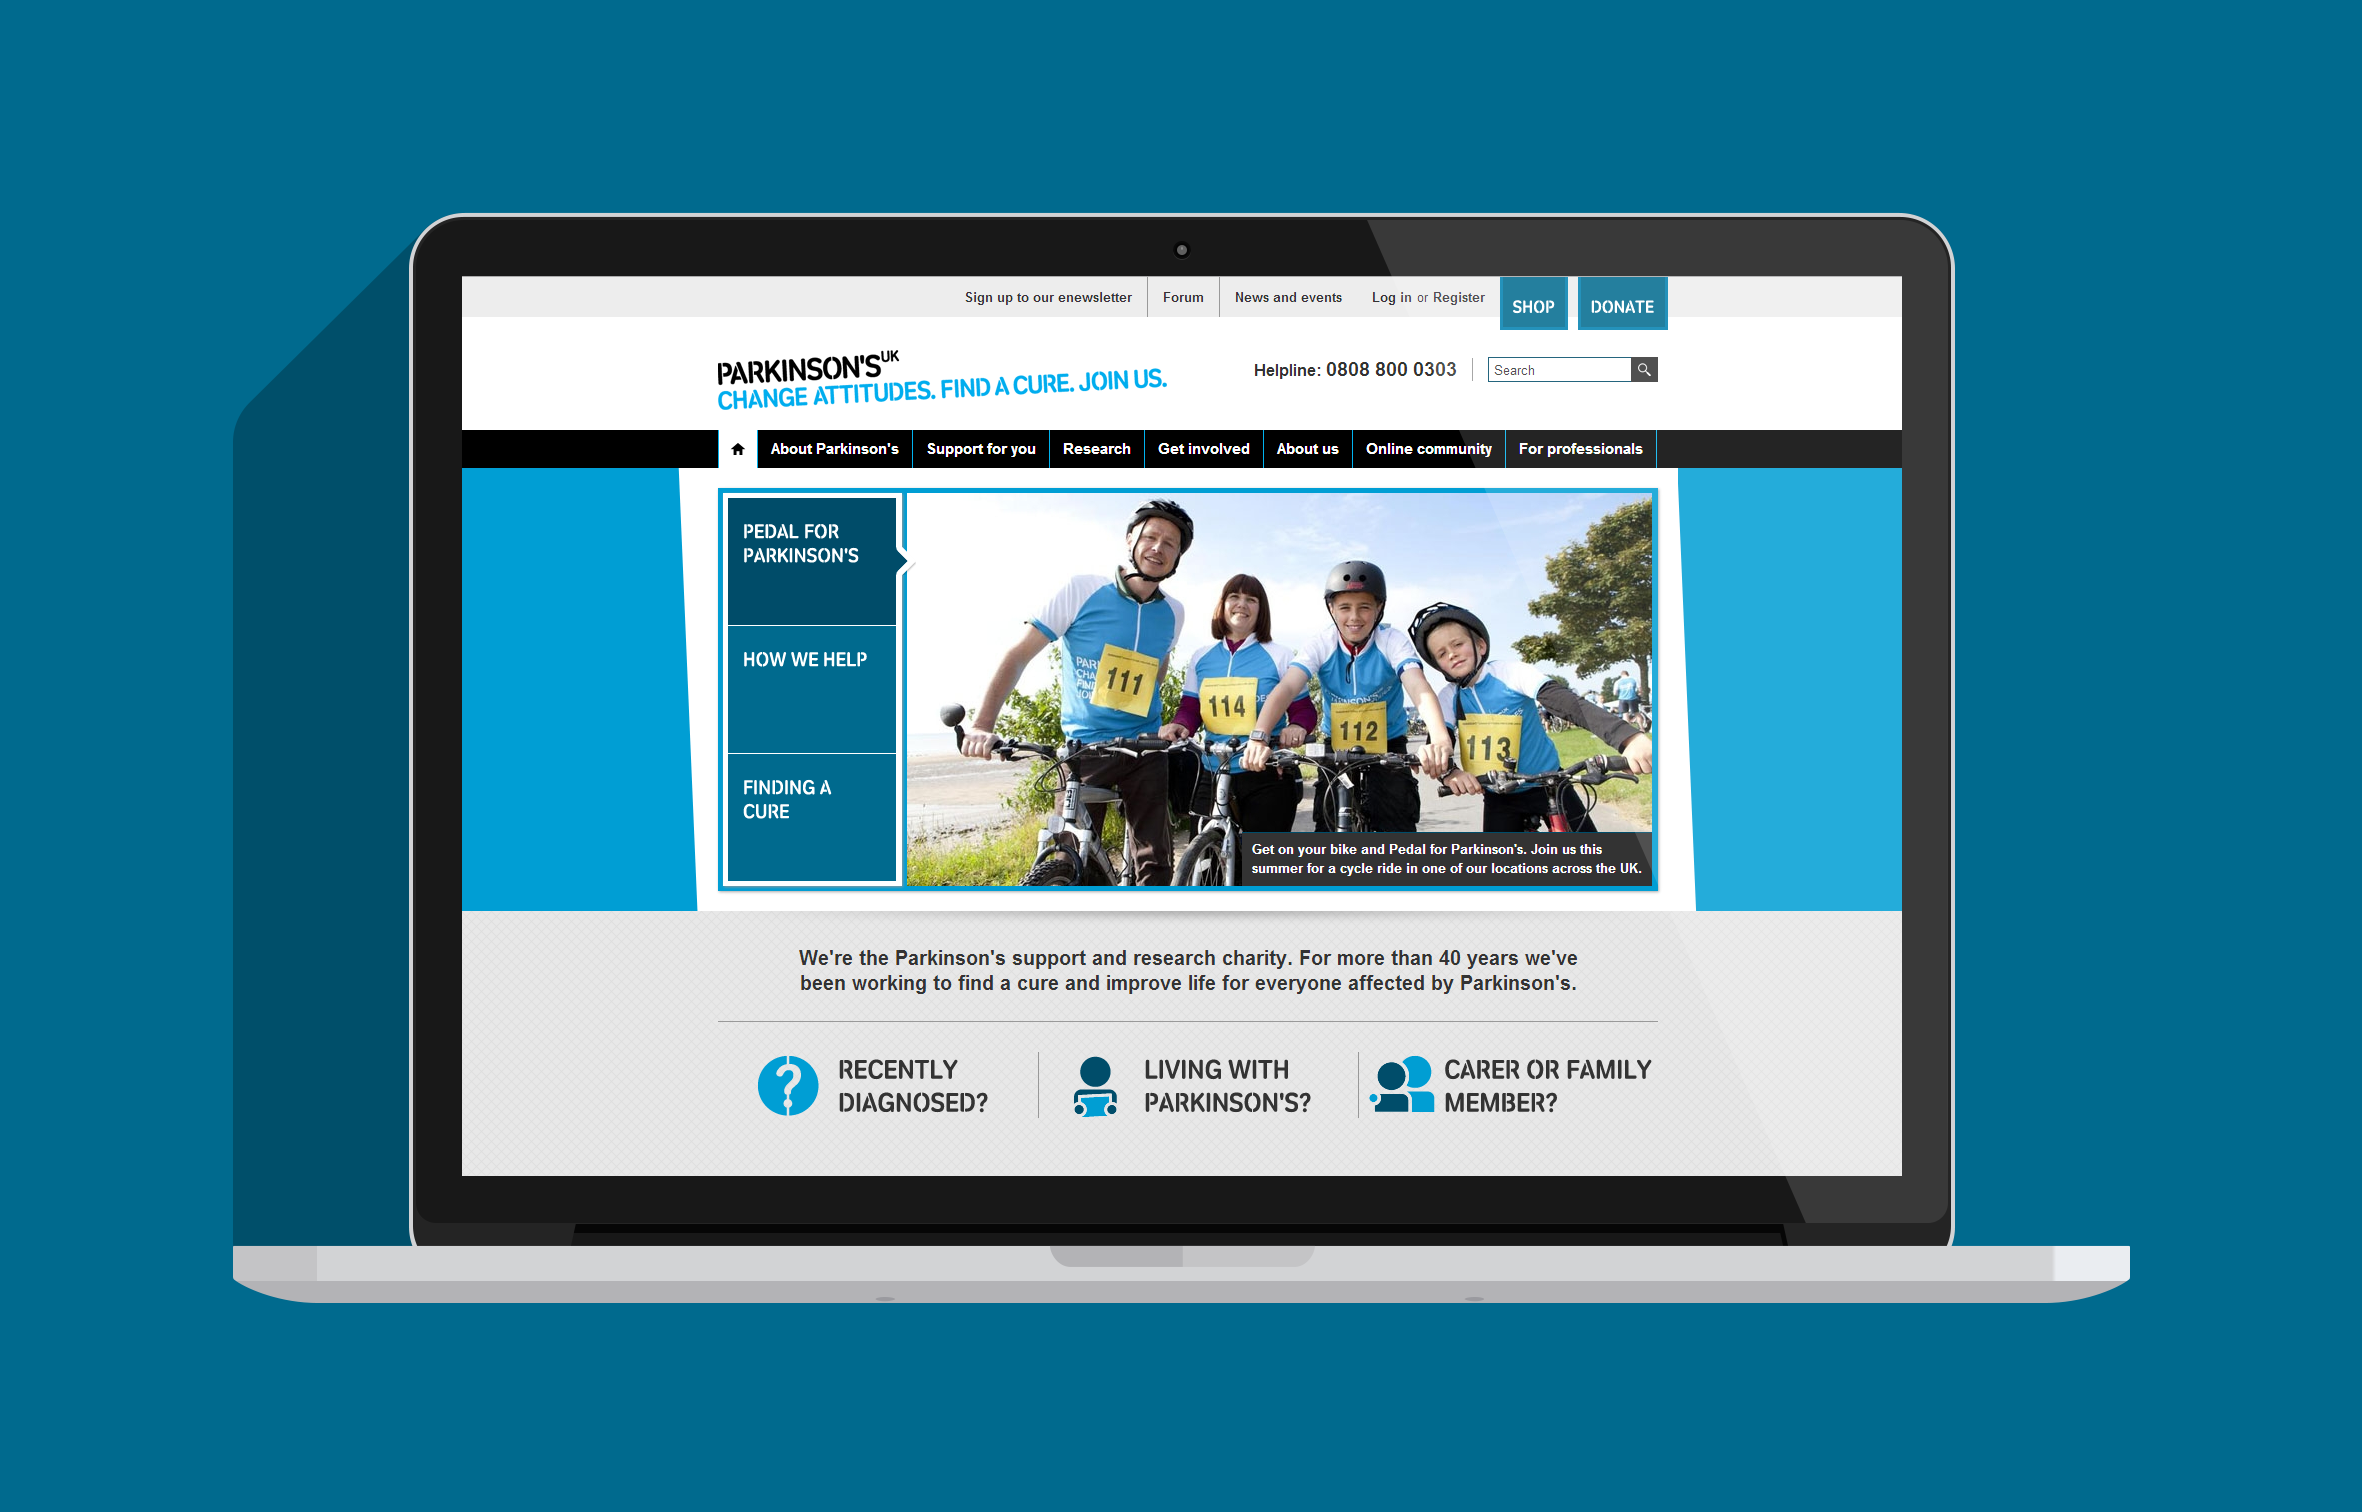 Sign up to our enewsletter
Forum
News and events
Log in or Register
SHOP
DONATE
PARKINSON'S UK
CHANGE ATTITUDES. FIND A CURE. JOIN US.
Helpline: 0808 800 0303
Search
About Parkinson's
Support for you
Research
Get involved
About us
Online community
For professionals
PEDAL FOR
PARKINSON'S
HOW WE HELP
FINDING A
CURE
111
114
112
113
Get on your bike and Pedal for Parkinson's. Join us this
summer for a cycle ride in one of our locations across the UK.
We're the Parkinson's support and research charity. For more than 40 years we've
been working to find a cure and improve life for everyone affected by Parkinson's.
RECENTLY
DIAGNOSED?
LIVING WITH
PARKINSON'S?
CARER OR FAMILY
MEMBER?